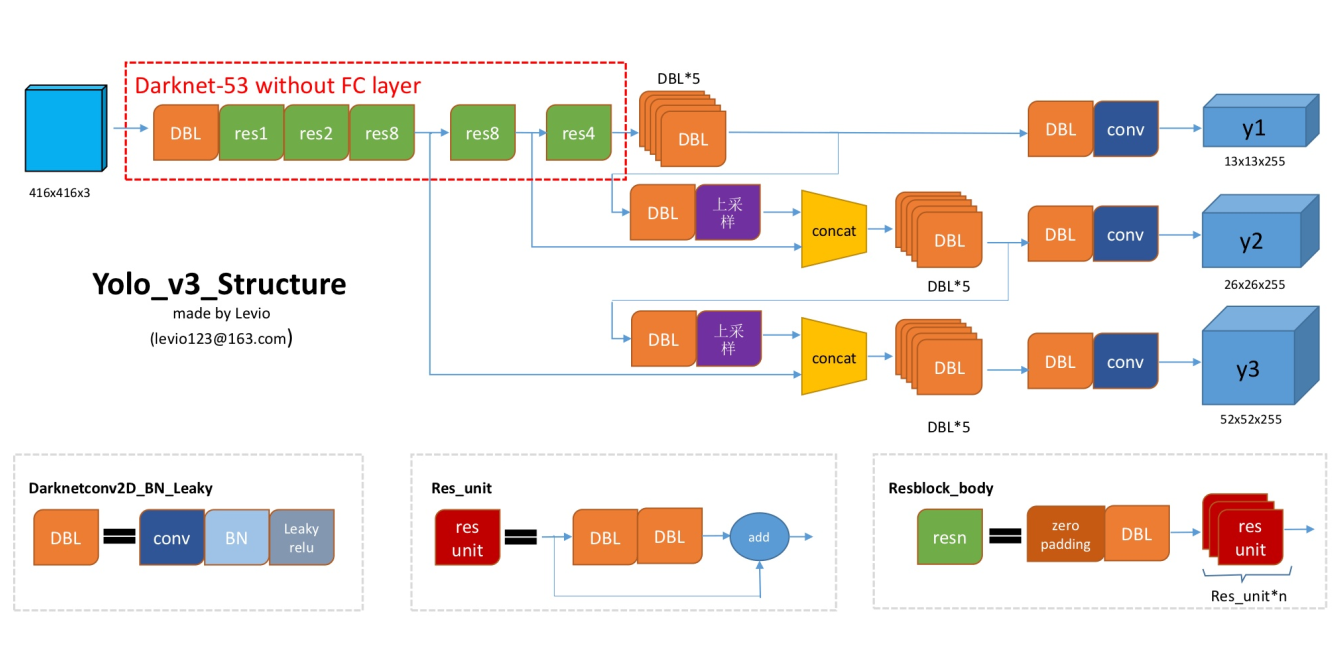 Darknet-53 without FC layer
DBL
res1
res2
res8
res8
res4
DBL*5
DBL
DBL
conv
y1
13x13x255
416x416x3
DBL
上采
样
concat
DBL
DBL*5
DBL
conv
y2
26x26x255
Yolo_v3_Structure
made by Levio
(levio123@163.com)
DBL
上采
样
concat
DBL
DBL*5
DBL
conv
y3
52x52x255
Darknetconv2D_BN_Leaky
DBL
conv
BN
Leaky
relu
Res_unit
res
unit
DBL
DBL
add
Resblock_body
resn
zero
padding
DBL
res
unit
Res_unit*n